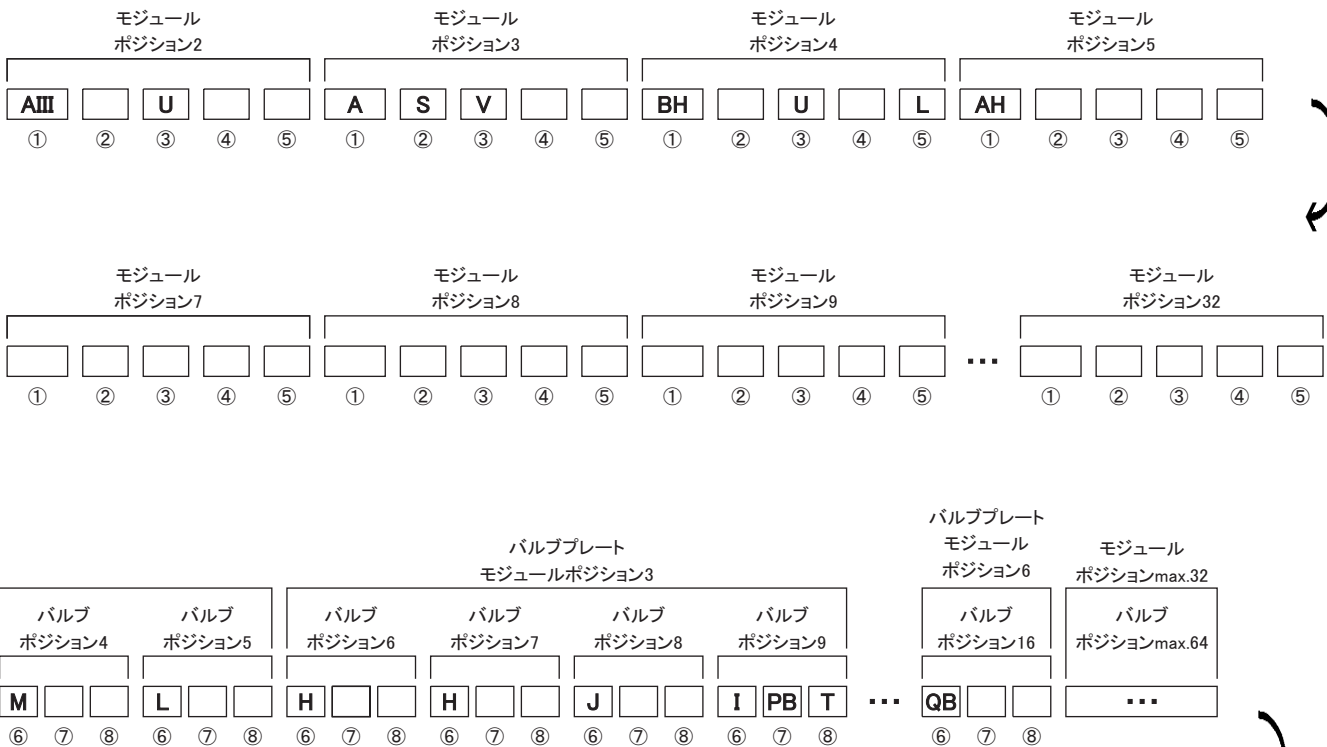 モジュール モジュール モジュール モジュール
ポジション2 ポジション3 ポジション4 ポジション5
AIII U A S V BH U L AH
① ② ③ ④ ⑤ ① ② ③ ④ ⑤ ① ② ③ ④ ⑤ ① ② ③ ④ ⑤
モジュール モジュール モジュール モジュール
ポジション7 ポジション8 ポジション9 ポジション32
...
① ② ③ ④ ⑤ ① ② ③ ④ ⑤ ① ② ③ ④ ⑤ ① ② ③ ④ ⑤
バルブプレート
モジュールポジション3
バルブプレート
モジュール
ポジション6
モジュール
ポジションmax.32
バルブ バルブ バルブ バルブ バルブ バルブ バルブ バルブ
ポジション4 ポジション5 ポジション6 ポジション7 ポジション8 ポジション9 ポジション16 ポジションmax.64
M L H H J I PB T ... QB ...
⑥ ⑦ ⑧ ⑥ ⑦ ⑧ ⑥ ⑦ ⑧ ⑥ ⑦ ⑧ ⑥ ⑦ ⑧ ⑥ ⑦ ⑧ ⑥ ⑦ ⑧